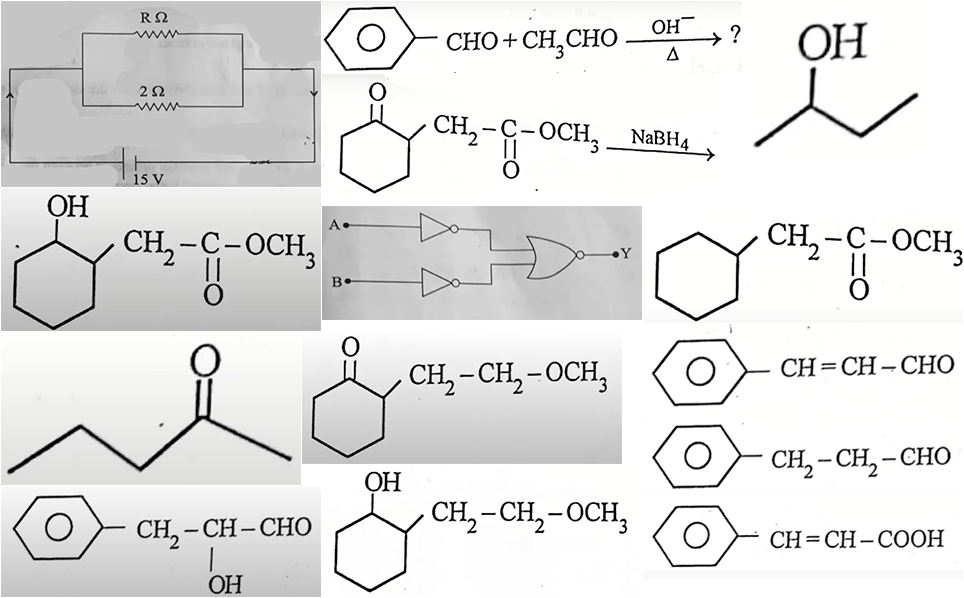 R Ω
2 Ω
15 V
CHO + CH₃CHO OH⁻ Δ ?
O
CH₂ – C – OCH₃ NaBH₄
O
OH
OH
CH₂ – C – OCH₃
O
A
B
Y
CH₂ – C – OCH₃
O
O
O
CH₂ – CH₂ – OCH₃
CH = CH – CHO
CH₂ – CH₂ – CHO
CH = CH – COOH
CH₂ – CH – CHO
OH
OH
CH₂ – CH₂ – OCH₃